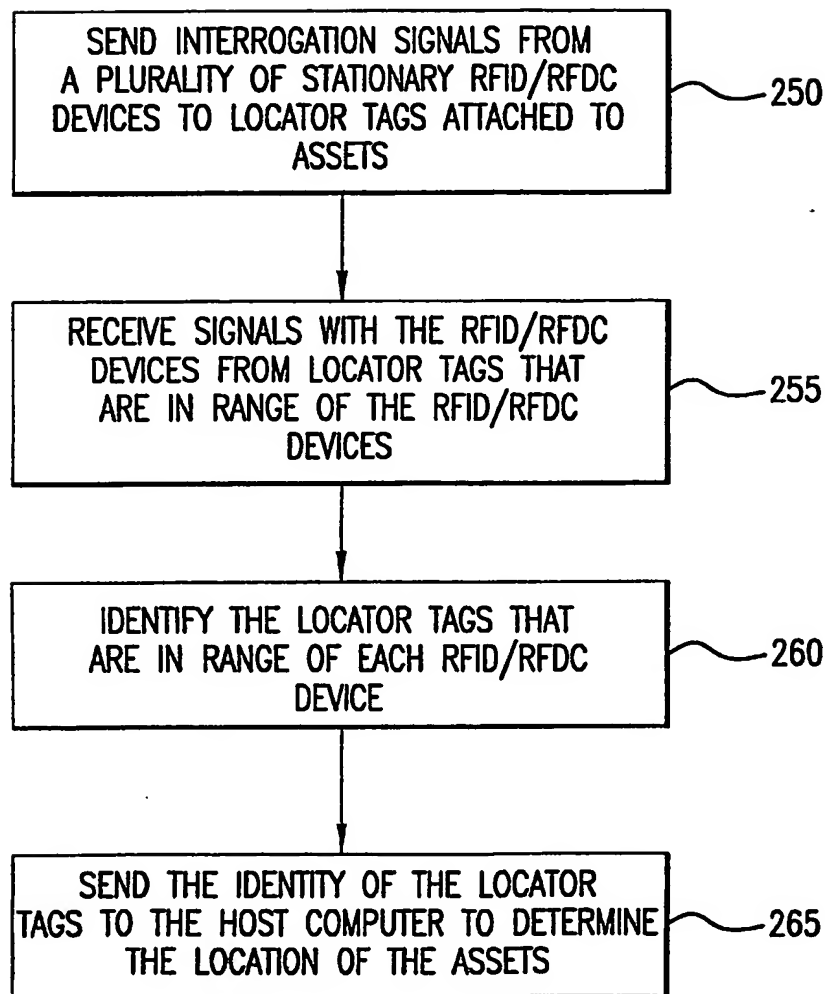 SEND INTERROGATION SIGNALS FROM
A PLURALITY OF STATIONARY RFID/RFDC
DEVICES TO LOCATOR TAGS ATTACHED TO
ASSETS
250
RECEIVE SIGNALS WITH THE RFID/RFDC
DEVICES FROM LOCATOR TAGS THAT
ARE IN RANGE OF THE RFID/RFDC
DEVICES
255
IDENTIFY THE LOCATOR TAGS THAT
ARE IN RANGE OF EACH RFID/RFDC
DEVICE
260
SEND THE IDENTITY OF THE LOCATOR
TAGS TO THE HOST COMPUTER TO DETERMINE
THE LOCATION OF THE ASSETS
265